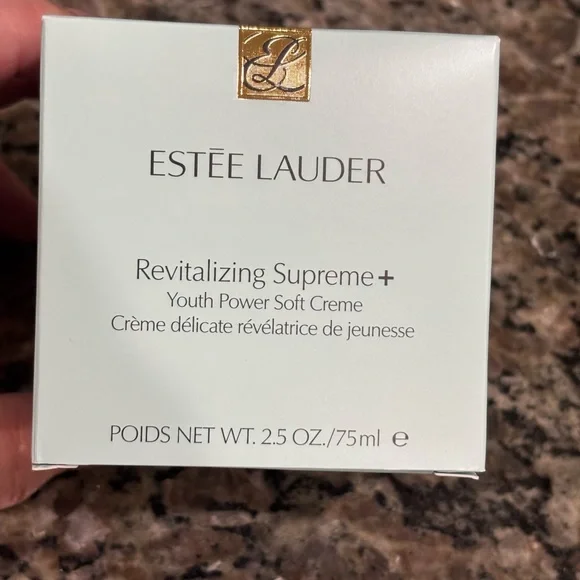 EL
ESTĒE LAUDER
Revitalizing Supreme+
Youth Power Soft Creme
Crème délicate révélatrice de jeunesse
POIDS NET WT. 2.5 OZ./75ml ℮